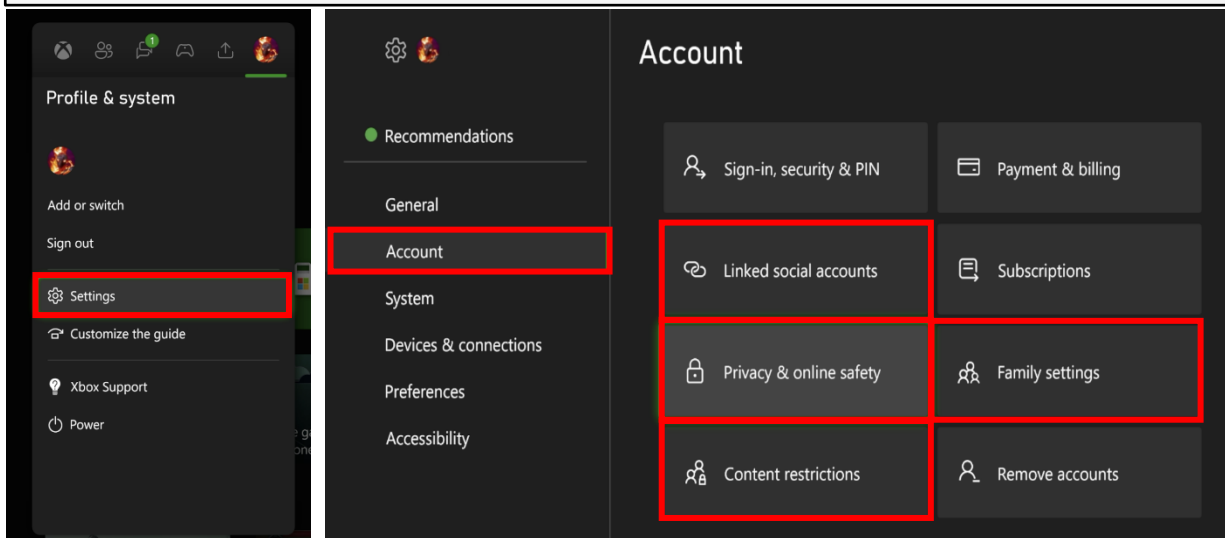 1
Profile & system
Add or switch
Sign out
Settings
Customize the guide
Xbox Support
Power
Recommendations
General
Account
System
Devices & connections
Preferences
Accessibility
Account
Sign-in, security & PIN
Payment & billing
Linked social accounts
Subscriptions
Privacy & online safety
Family settings
Content restrictions
Remove accounts